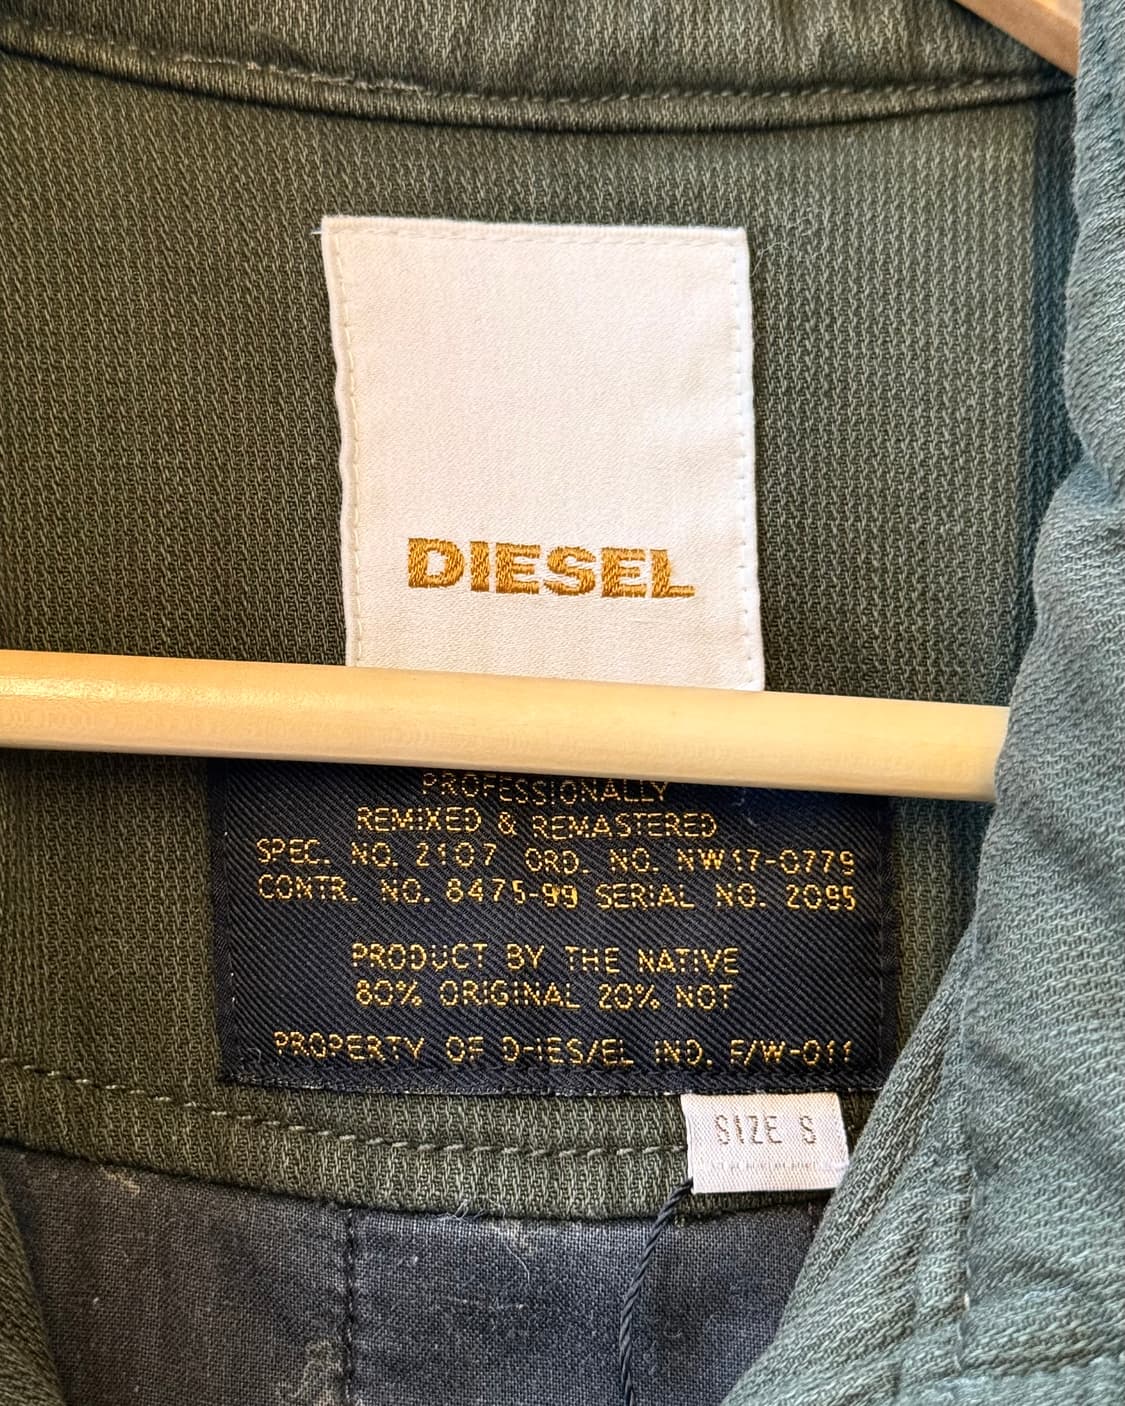 DIESEL
PROFESSIONALLY
REMIXED & REMASTERED
SPEC. NO. 2107 ORD. NO. NW17-0779
CONTR. NO. 8475-99 SERIAL NO. 2095
PRODUCT BY THE NATIVE
80% ORIGINAL 20% NOT
PROPERTY OF D-IES/EL IND. F/W-011
SIZE S